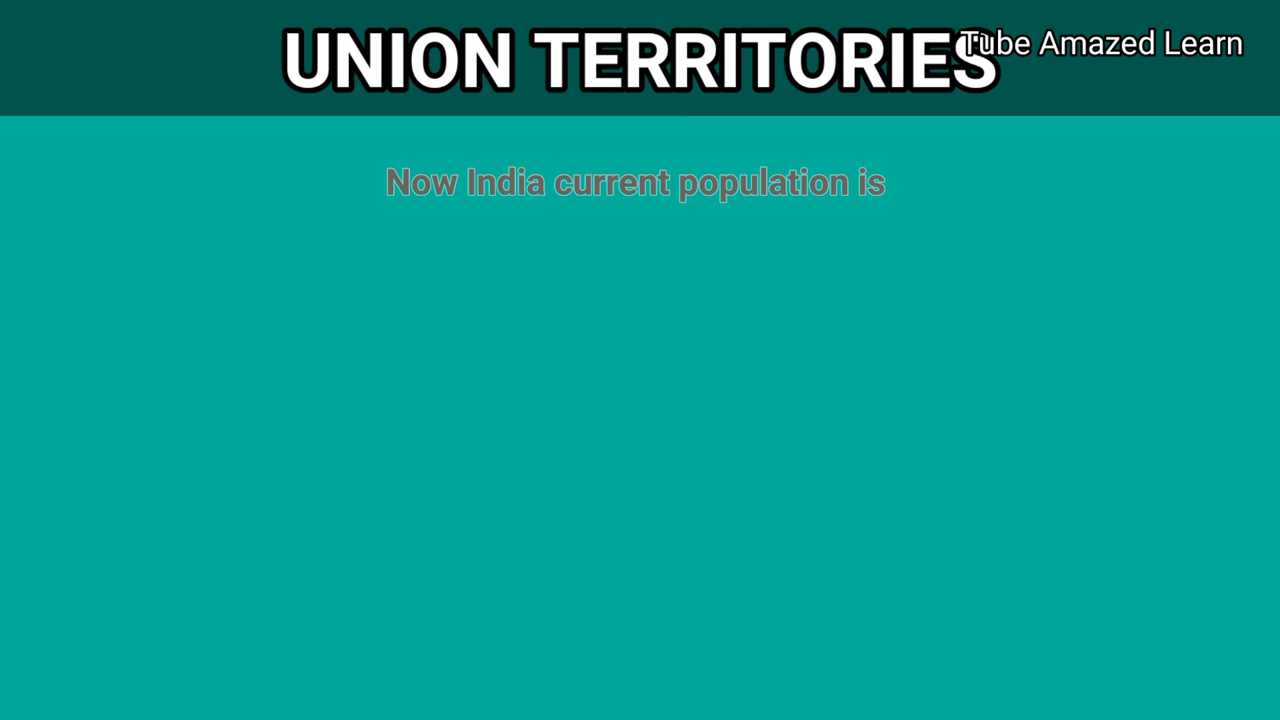 UNION TERRITORIES
Tube Amazed Learn
Now India current population is